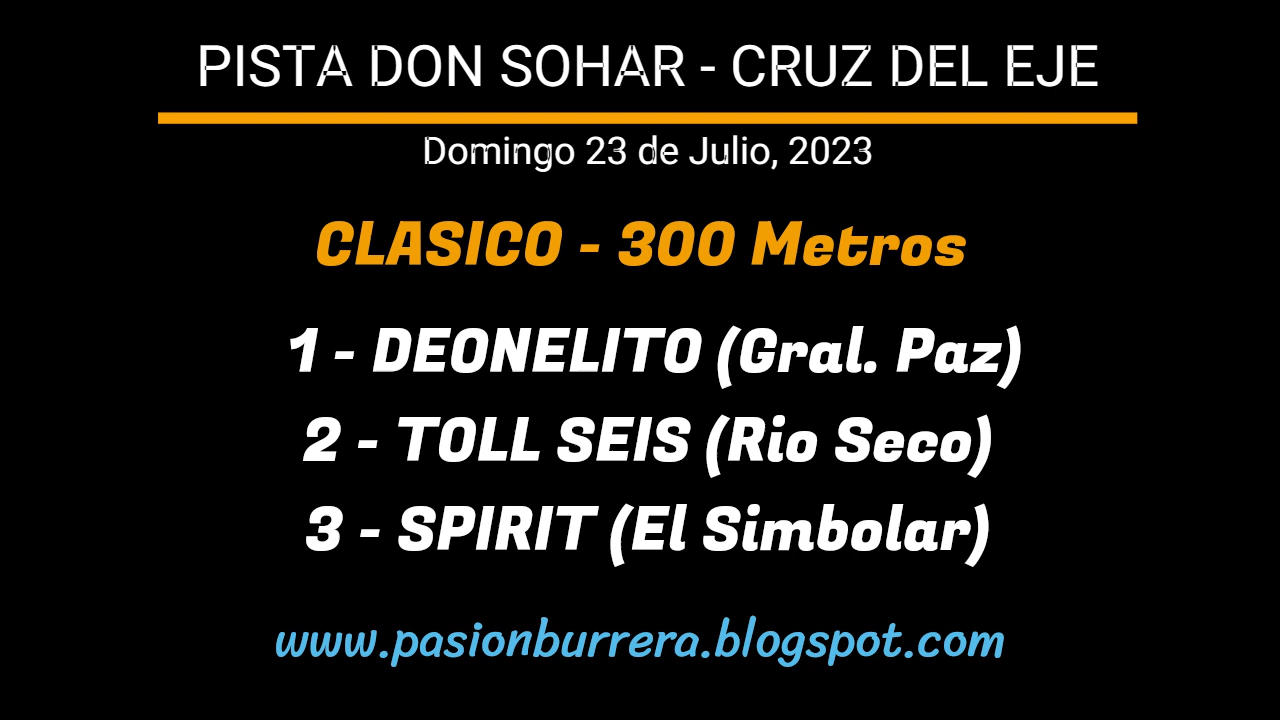 PISTA DON SOHAR - CRUZ DEL EJE
Domingo 23 de Julio, 2023
CLASICO - 300 Metros
1 - DEONELITO (Gral. Paz)
2 - TOLL SEIS (Rio Seco)
3 - SPIRIT (El Simbolar)
www.pasionburrera.blogspot.com